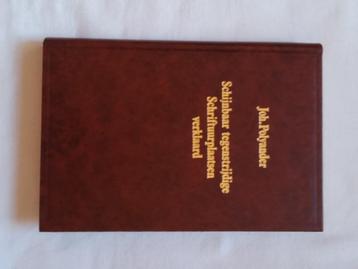 Joh. Polyander
Schijnbaar tegenstrijdige
Schriftuurplaatsen
verklaard